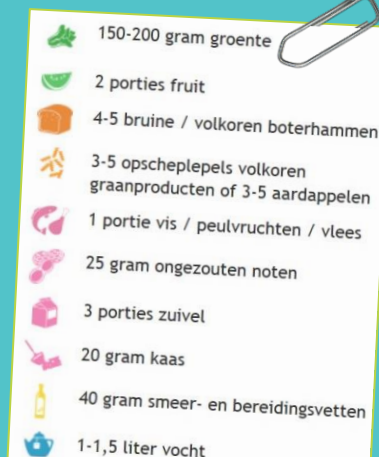 150-200 gram groente
2 porties fruit
4-5 bruine / volkoren boterhammen
3-5 opscheplepels volkoren
graanproducten of 3-5 aardappelen
1 portie vis / peulvruchten / vlees
25 gram ongezouten noten
3 porties zuivel
20 gram kaas
40 gram smeer- en bereidingsvetten
1-1,5 liter vocht